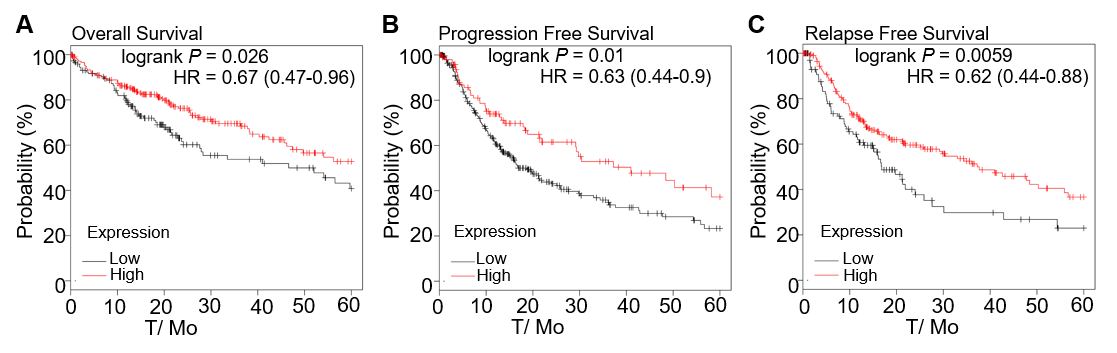 A
Overall Survival
logrank P = 0.026
HR = 0.67 (0.47-0.96)
100
80
60
40
20
0
Probability (%)
Expression
Low
High
0 10 20 30 40 50 60
T/ Mo
B
Progression Free Survival
logrank P = 0.01
HR = 0.63 (0.44-0.9)
100
80
60
40
20
0
Probability (%)
Expression
Low
High
0 10 20 30 40 50 60
T/ Mo
C
Relapse Free Survival
logrank P = 0.0059
HR = 0.62 (0.44-0.88)
100
80
60
40
20
0
Probability (%)
Expression
Low
High
0 10 20 30 40 50 60
T/ Mo